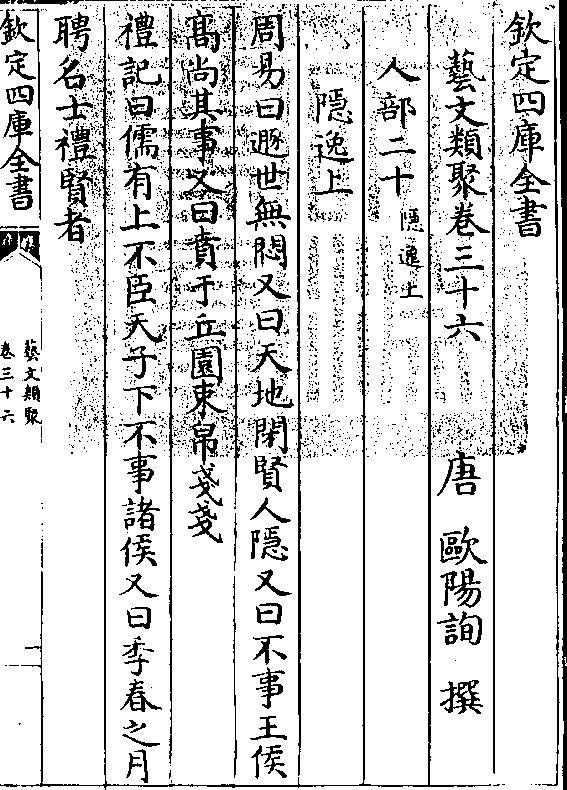 欽定四庫全書
藝文類聚卷三十六　唐　歐陽詢　撰
人部二十隱逸上
隱逸上
周易曰遯世無悶又曰天地閉賢人隱又曰不事王侯
高尚其事又曰賁于丘園束帛戔戔
禮記曰儒有上不臣天子下不事諸侯又曰季春之月
聘名士禮賢者
欽定四庫全書
藝文類聚
卷三十六
一